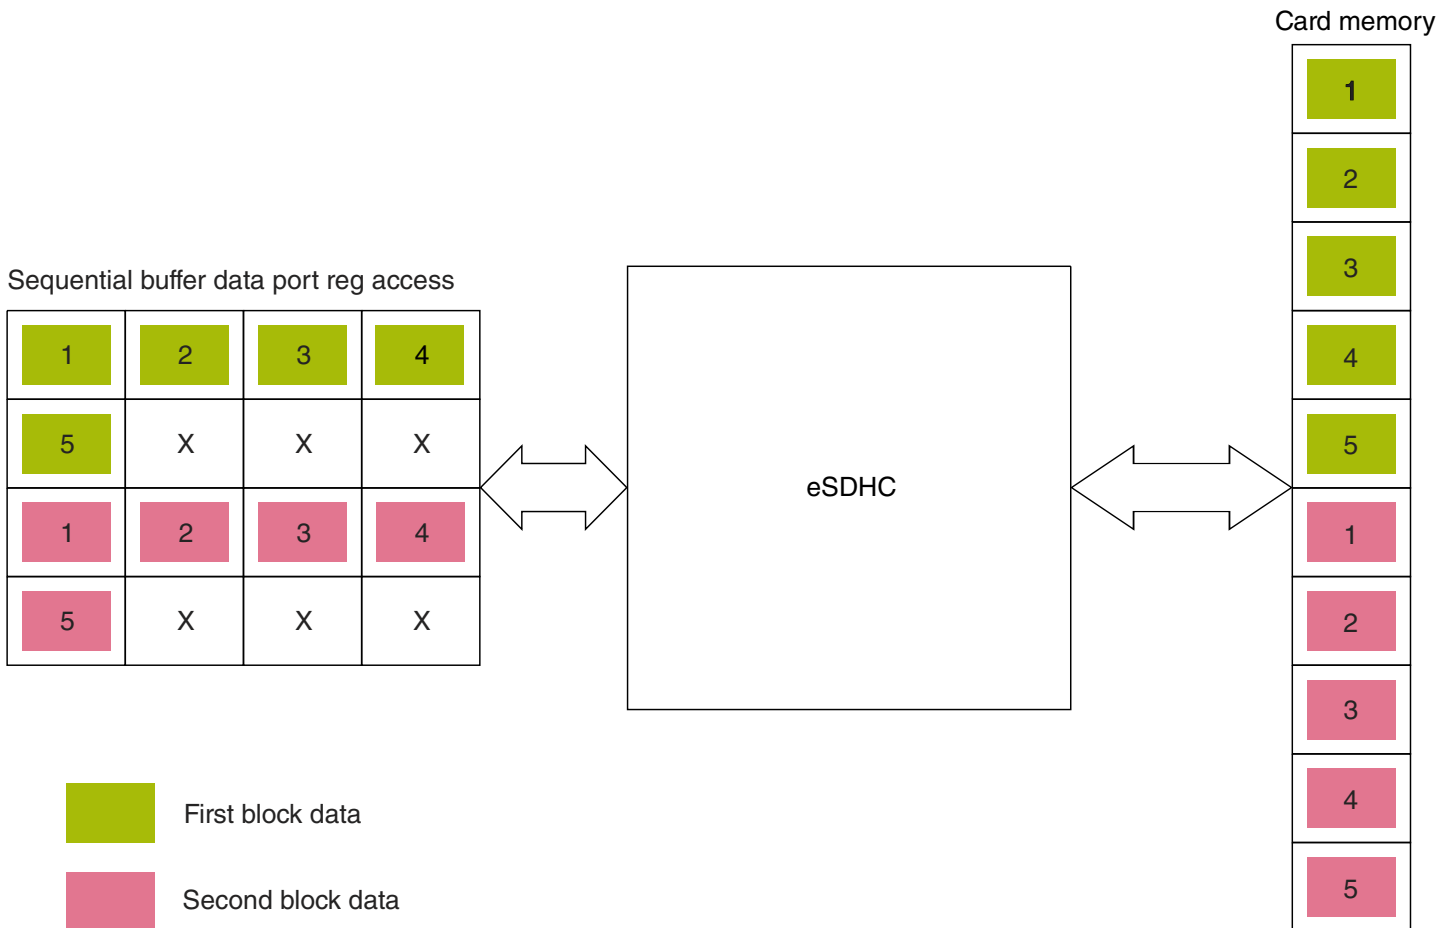 Card memory
1
2
3
4
5
1
2
3
4
5
Sequential buffer data port reg access
1 2 3 4
5 X X X
1 2 3 4
5 X X X
eSDHC
First block data
Second block data